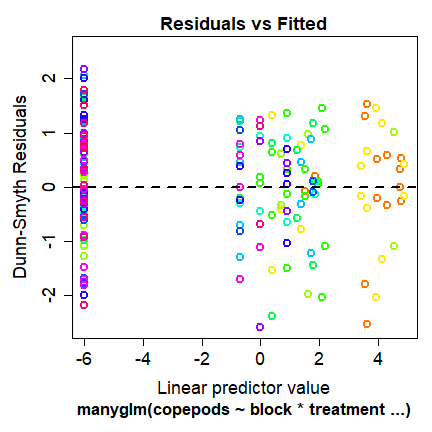 Residuals vs Fitted
Dunn-Smyth Residuals
2
1
0
-1
-2
-6 -4 -2 0 2 4
Linear predictor value
manyglm(copepods ~ block * treatment ...)